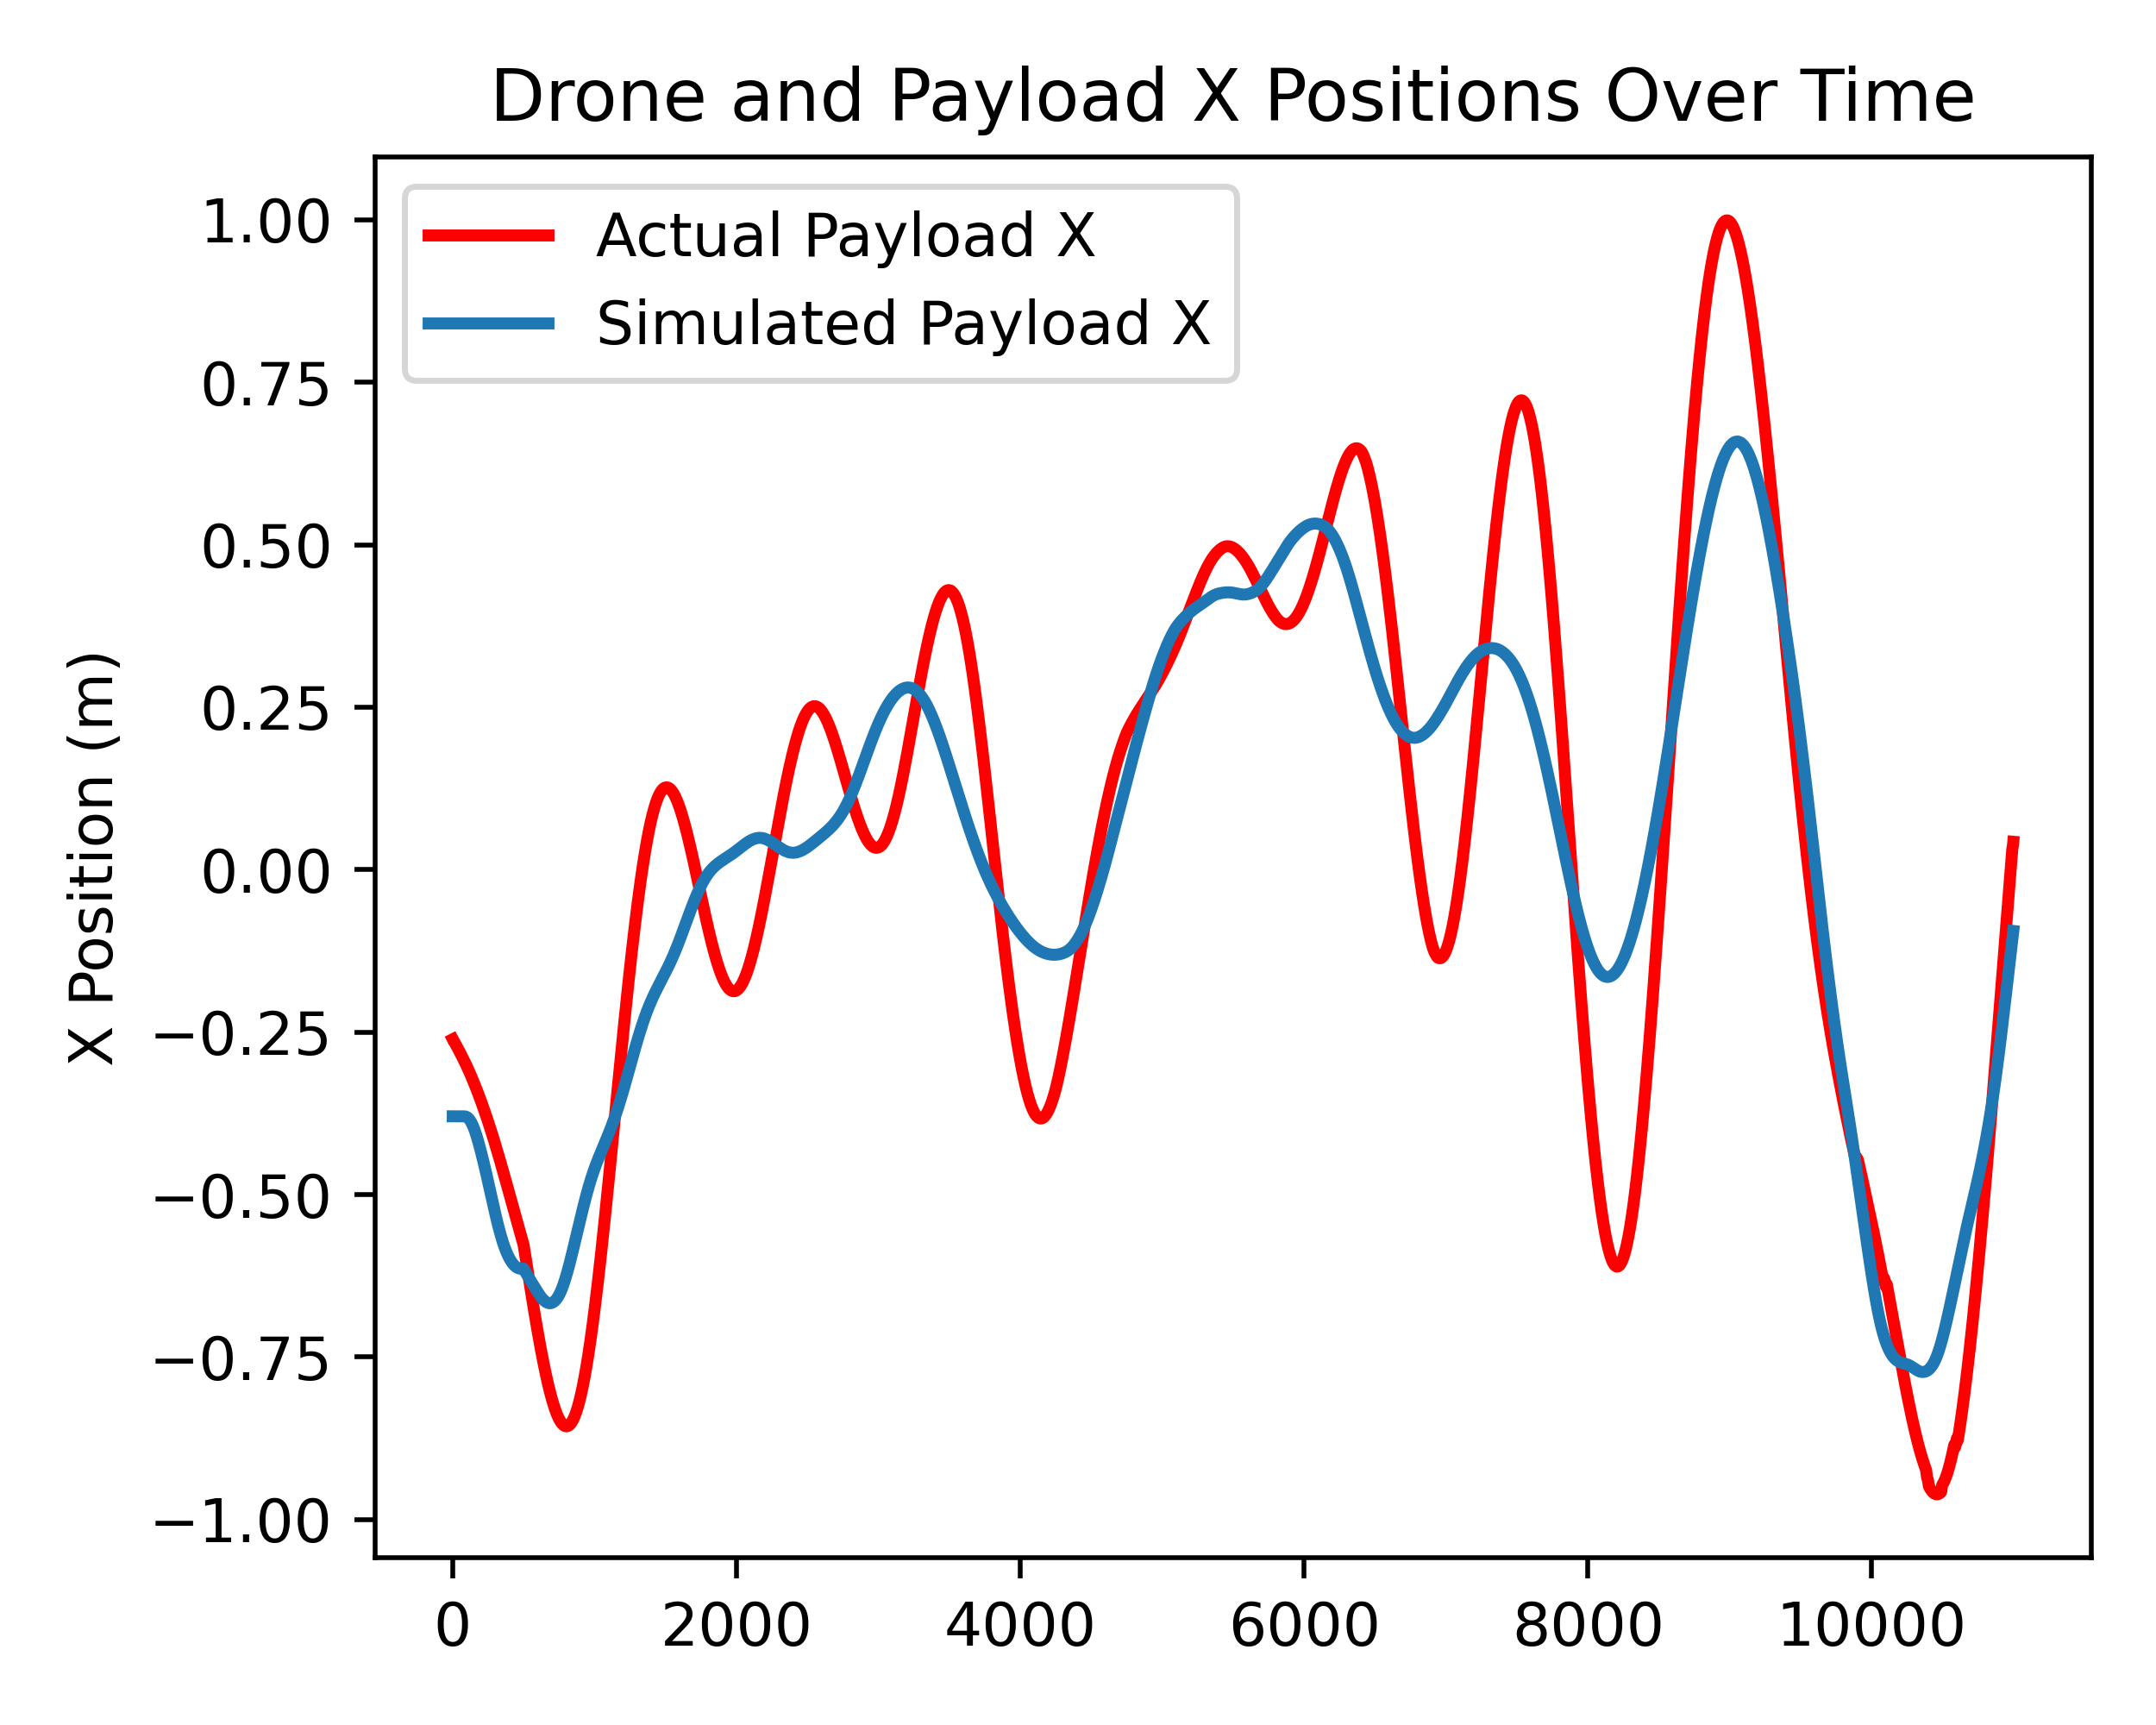 Drone and Payload X Positions Over Time
Actual Payload X
Simulated Payload X
X Position (m)
1.00
0.75
0.50
0.25
0.00
−0.25
−0.50
−0.75
−1.00
0 2000 4000 6000 8000 10000